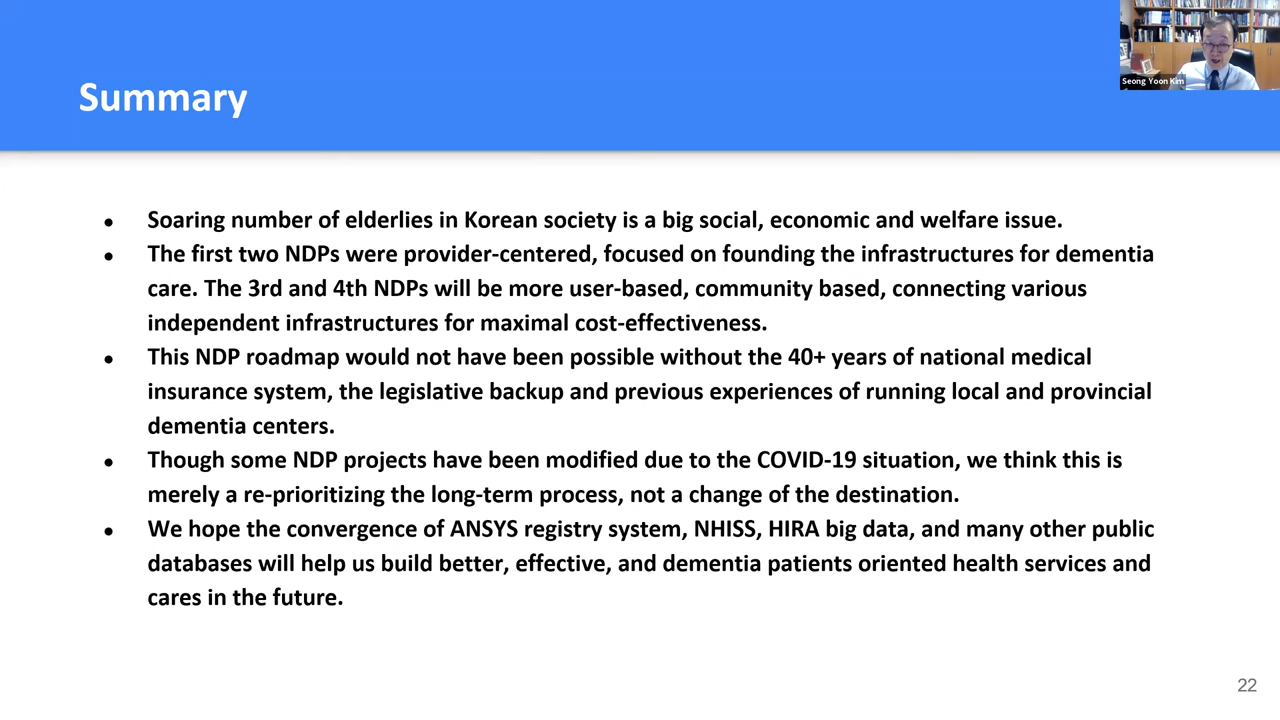 Seong Yoon Kim
Summary
● Soaring number of elderlies in Korean society is a big social, economic and welfare issue.
● The first two NDPs were provider-centered, focused on founding the infrastructures for dementia
care. The 3rd and 4th NDPs will be more user-based, community based, connecting various
independent infrastructures for maximal cost-effectiveness.
● This NDP roadmap would not have been possible without the 40+ years of national medical
insurance system, the legislative backup and previous experiences of running local and provincial
dementia centers.
● Though some NDP projects have been modified due to the COVID-19 situation, we think this is
merely a re-prioritizing the long-term process, not a change of the destination.
● We hope the convergence of ANSYS registry system, NHISS, HIRA big data, and many other public
databases will help us build better, effective, and dementia patients oriented health services and
cares in the future.
22